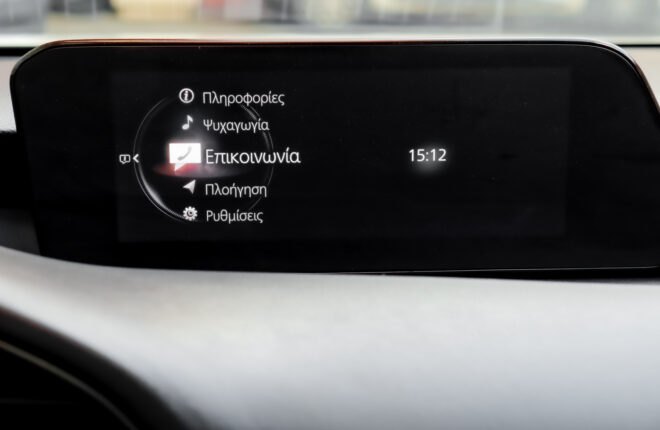 Πληροφορίες
Ψυχαγωγία
Επικοινωνία
15:12
Πλοήγηση
Ρυθμίσεις